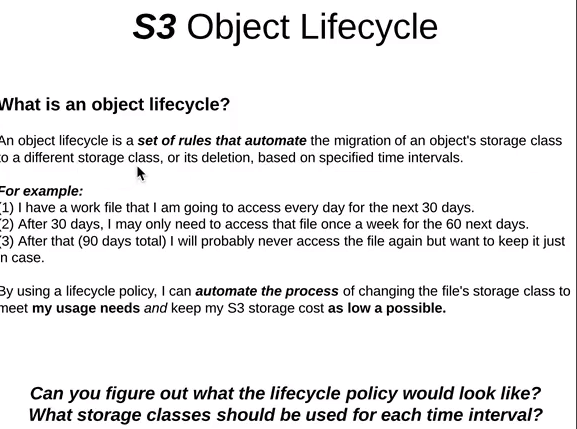 S3 Object Lifecycle
What is an object lifecycle?
An object lifecycle is a set of rules that automate the migration of an object's storage class
to a different storage class, or its deletion, based on specified time intervals.
For example:
(1) I have a work file that I am going to access every day for the next 30 days.
(2) After 30 days, I may only need to access that file once a week for the 60 next days.
(3) After that (90 days total) I will probably never access the file again but want to keep it just
in case.
By using a lifecycle policy, I can automate the process of changing the file's storage class to
meet my usage needs and keep my S3 storage cost as low a possible.
Can you figure out what the lifecycle policy would look like?
What storage classes should be used for each time interval?